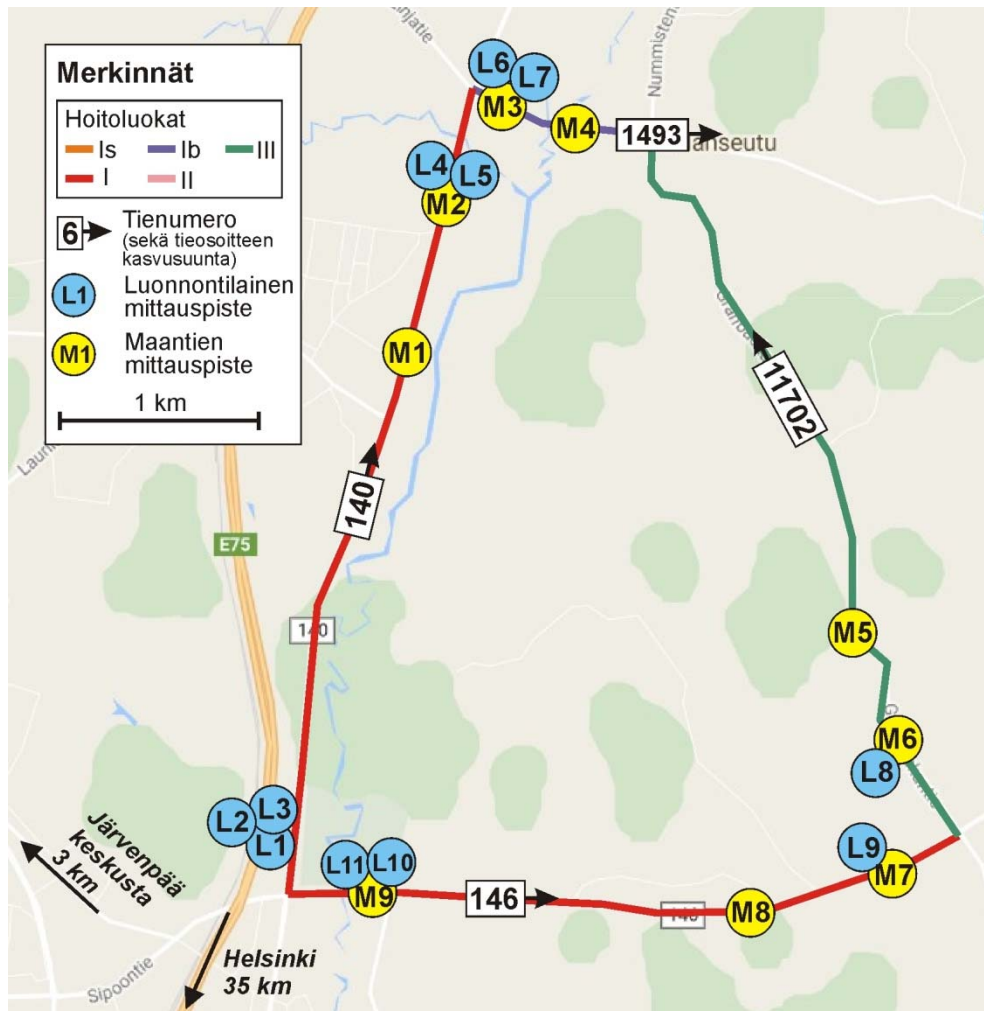 Merkinnät
Hoitoluokat
Is
Ib
III
I
II
6
Tienumero
(sekä tieosoitteen
kasvusuunta)
L1
Luonnontilainen
mittauspiste
M1
Maantien
mittauspiste
1 km
L6
L7
M3
M4
1493
L4
L5
M2
M1
140
11702
E75
140
M5
M6
L8
L9
M7
L2
L3
L1
L11
L10
M9
146
146
M8
Järvenpää
keskusta
3 km
Helsinki
35 km
Sipoontie